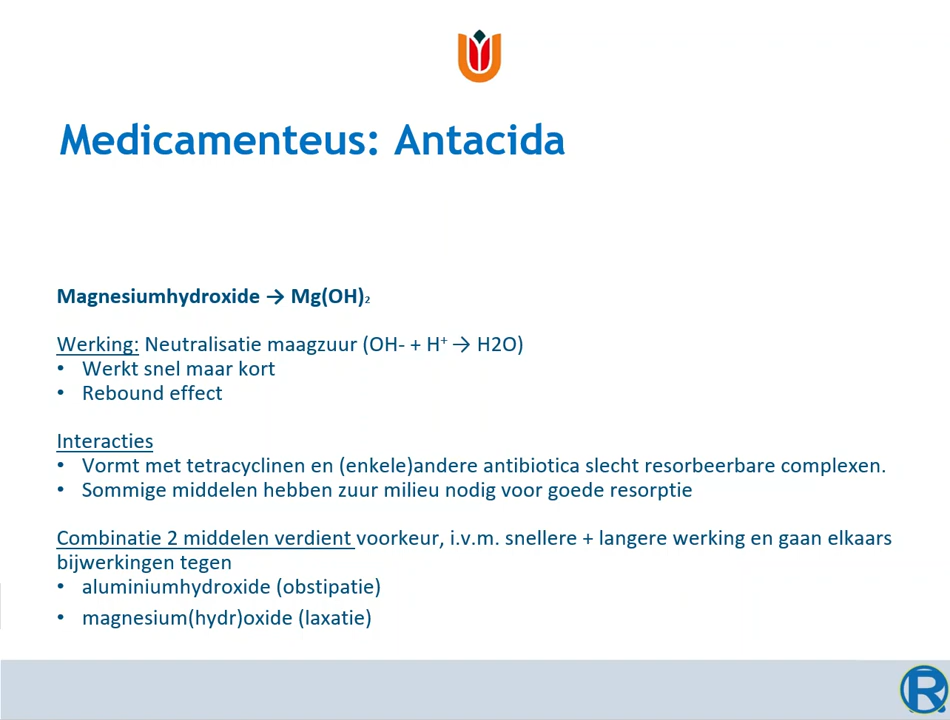 Medicamenteus: Antacida
Magnesiumhydroxide → Mg(OH)₂
Werking: Neutralisatie maagzuur (OH- + H⁺ → H2O)
• Werkt snel maar kort
• Rebound effect
Interacties
• Vormt met tetracyclinen en (enkele)andere antibiotica slecht resorbeerbare complexen.
• Sommige middelen hebben zuur milieu nodig voor goede resorptie
Combinatie 2 middelen verdient voorkeur, i.v.m. snellere + langere werking en gaan elkaars
bijwerkingen tegen
• aluminiumhydroxide (obstipatie)
• magnesium(hydr)oxide (laxatie)
R